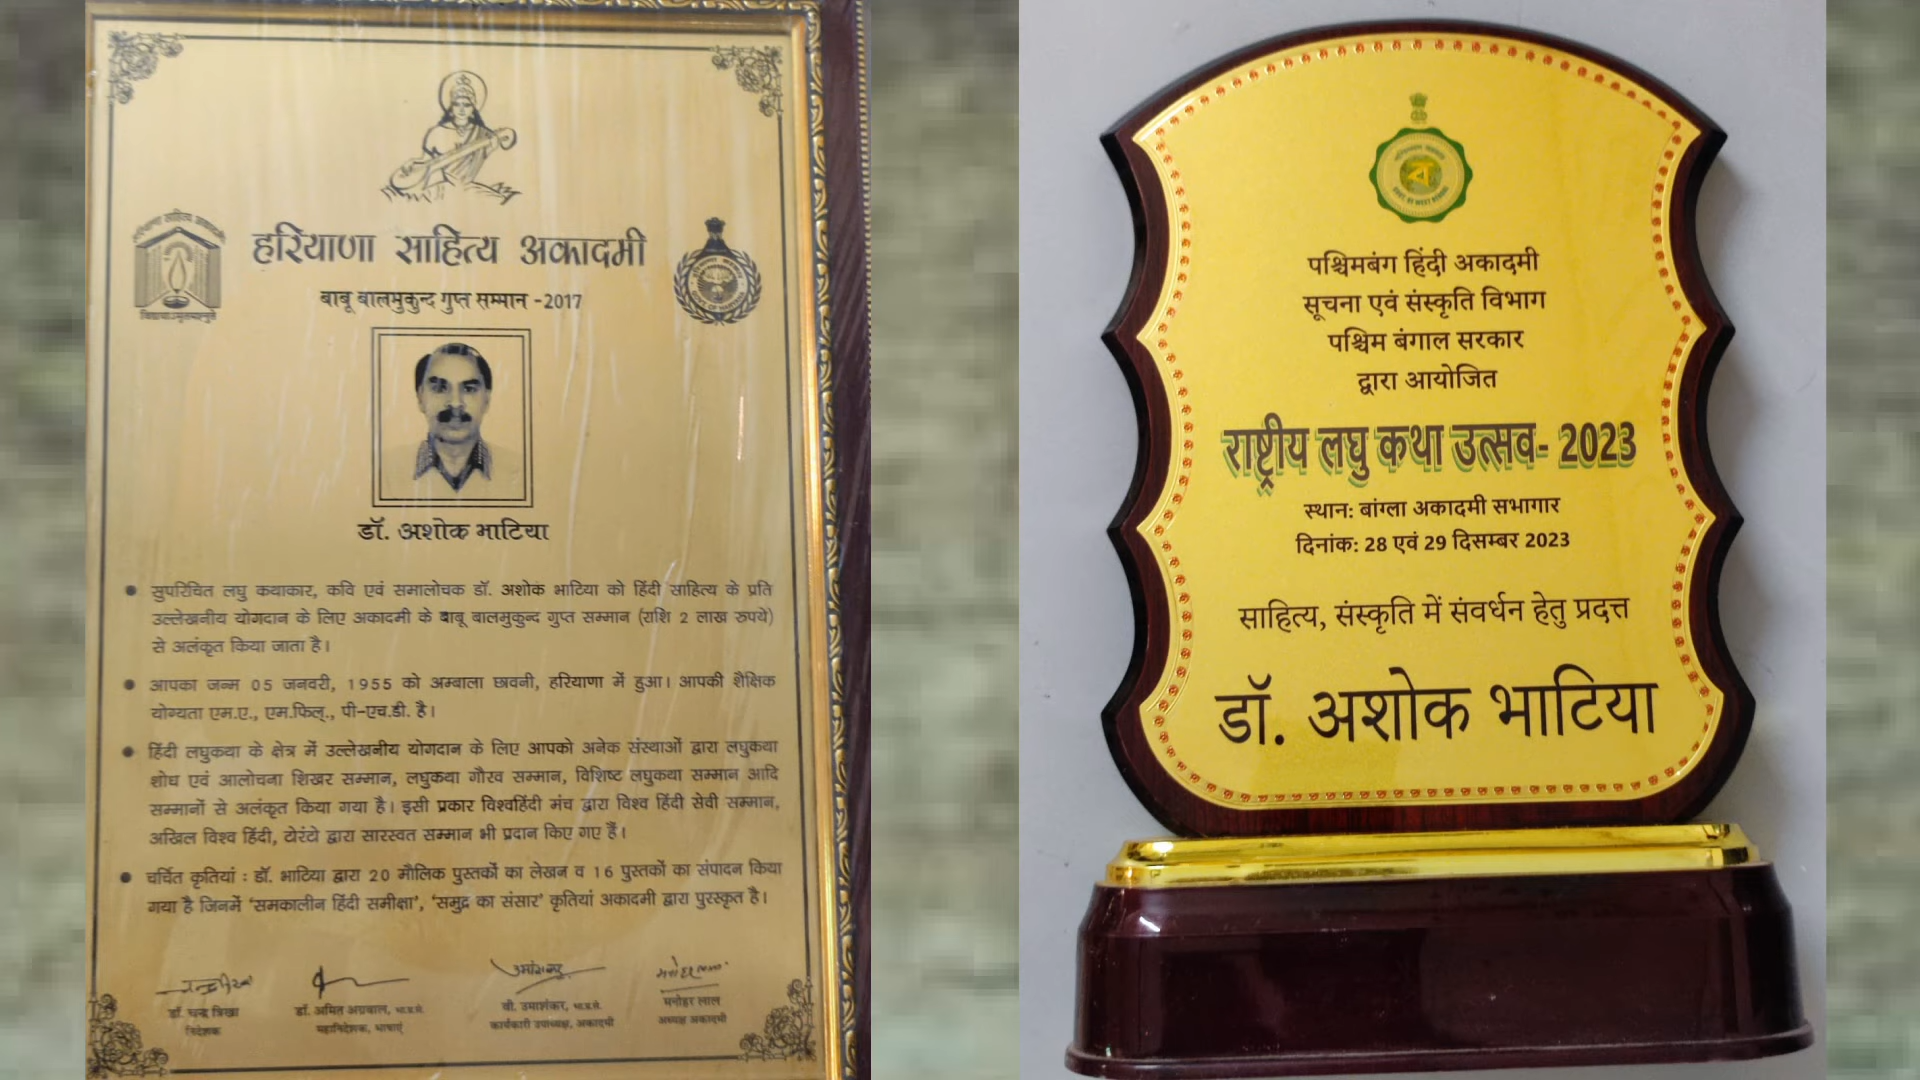 हरियाणा साहित्य अकादमी
बाबू बालमुकुन्द गुप्त सम्मान -2017
डॉ. अशोक भाटिया
सुपरिचित लघु कथाकार, कवि एवं समालोचक डॉ. अशोक भाटिया को हिंदी साहित्य के प्रति
उल्लेखनीय योगदान के लिए अकादमी के बाबू बालमुकुन्द गुप्त सम्मान (राशि 2 लाख रुपये)
से अलंकृत किया जाता है।
आपका जन्म 05 जनवरी, 1955 को अम्बाला छावनी, हरियाणा में हुआ। आपकी शैक्षिक
योग्यता एम.ए., एम.फिल्., पी-एच.डी. है।
हिंदी लघुकथा के क्षेत्र में उल्लेखनीय योगदान के लिए आपको अनेक संस्थाओं द्वारा लघुकथा
शोध एवं आलोचना शिखर सम्मान, लघुकथा गौरव सम्मान, विशिष्ट लघुकथा सम्मान आदि
सम्मानों से अलंकृत किया गया है। इसी प्रकार विश्वहिंदी मंच द्वारा विश्व हिंदी सेवी सम्मान,
अखिल विश्व हिंदी, टोरंटो द्वारा सारस्वत सम्मान भी प्रदान किए गए हैं।
चर्चित कृतियां : डॉ. भाटिया द्वारा 20 मौलिक पुस्तकों का लेखन व 16 पुस्तकों का संपादन किया
गया है जिनमें 'समकालीन हिंदी समीक्षा', 'समुद्र का संसार' कृतियां अकादमी द्वारा पुरस्कृत है।
डॉ. चन्द्र त्रिखा
निदेशक
डॉ. अमित अग्रवाल, भा.प्र.से.
महानिदेशक, भाषाएं
वी. उमाशंकर, भा.प्र.से.
कार्यकारी उपाध्यक्ष, अकादमी
मनोहर लाल
अध्यक्ष अकादमी
पश्चिमबंग हिंदी अकादमी
सूचना एवं संस्कृति विभाग
पश्चिम बंगाल सरकार
द्वारा आयोजित
राष्ट्रीय लघु कथा उत्सव- 2023
स्थान: बांग्ला अकादमी सभागार
दिनांक: 28 एवं 29 दिसम्बर 2023
साहित्य, संस्कृति में संवर्धन हेतु प्रदत्त
डॉ. अशोक भाटिया